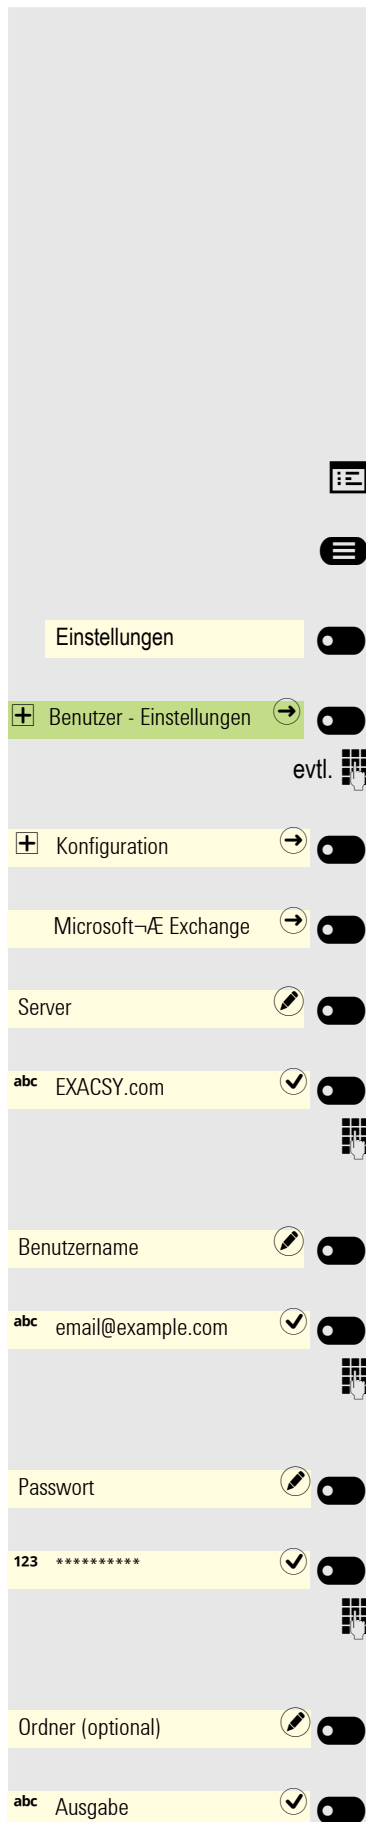 Einstellungen
Benutzer - Einstellungen
evtl.
Konfiguration
Microsoft¬Æ Exchange
Server
abc EXACSY.com
Benutzername
abc email@example.com
Passwort
123 **********
Ordner (optional)
abc Ausgabe